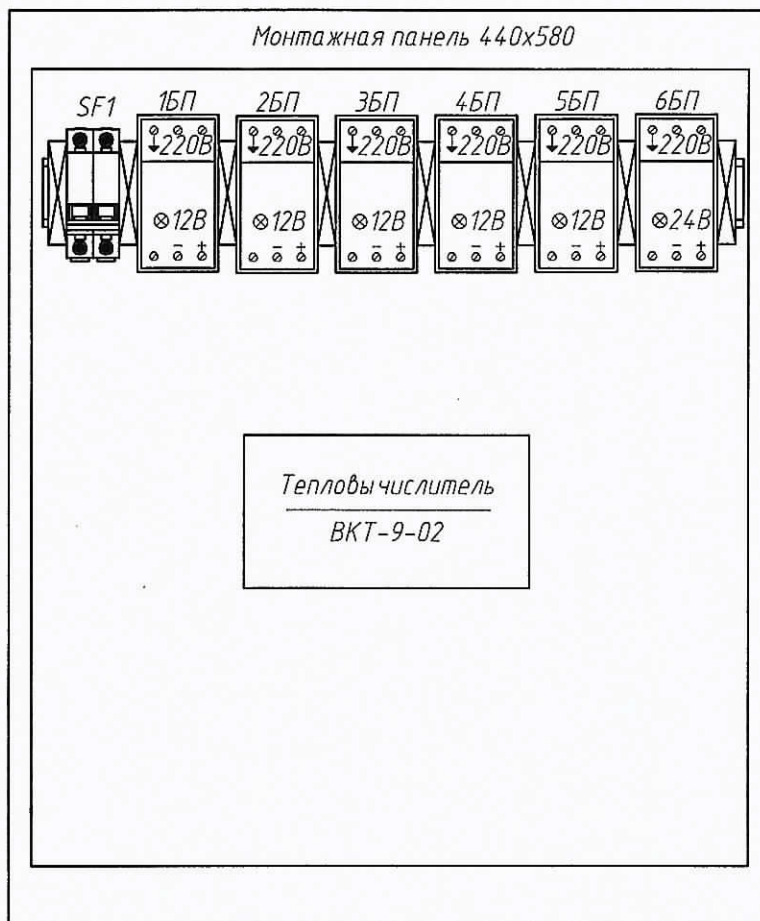 Монтажная панель 440х580
SF1 1БП 2БП 3БП 4БП 5БП 6БП
220В 220В 220В 220В 220В 220В
12В 12В 12В 12В 12В 24В
- + - + - + - + - + - +
Тепловычислитель
ВКТ-9-02